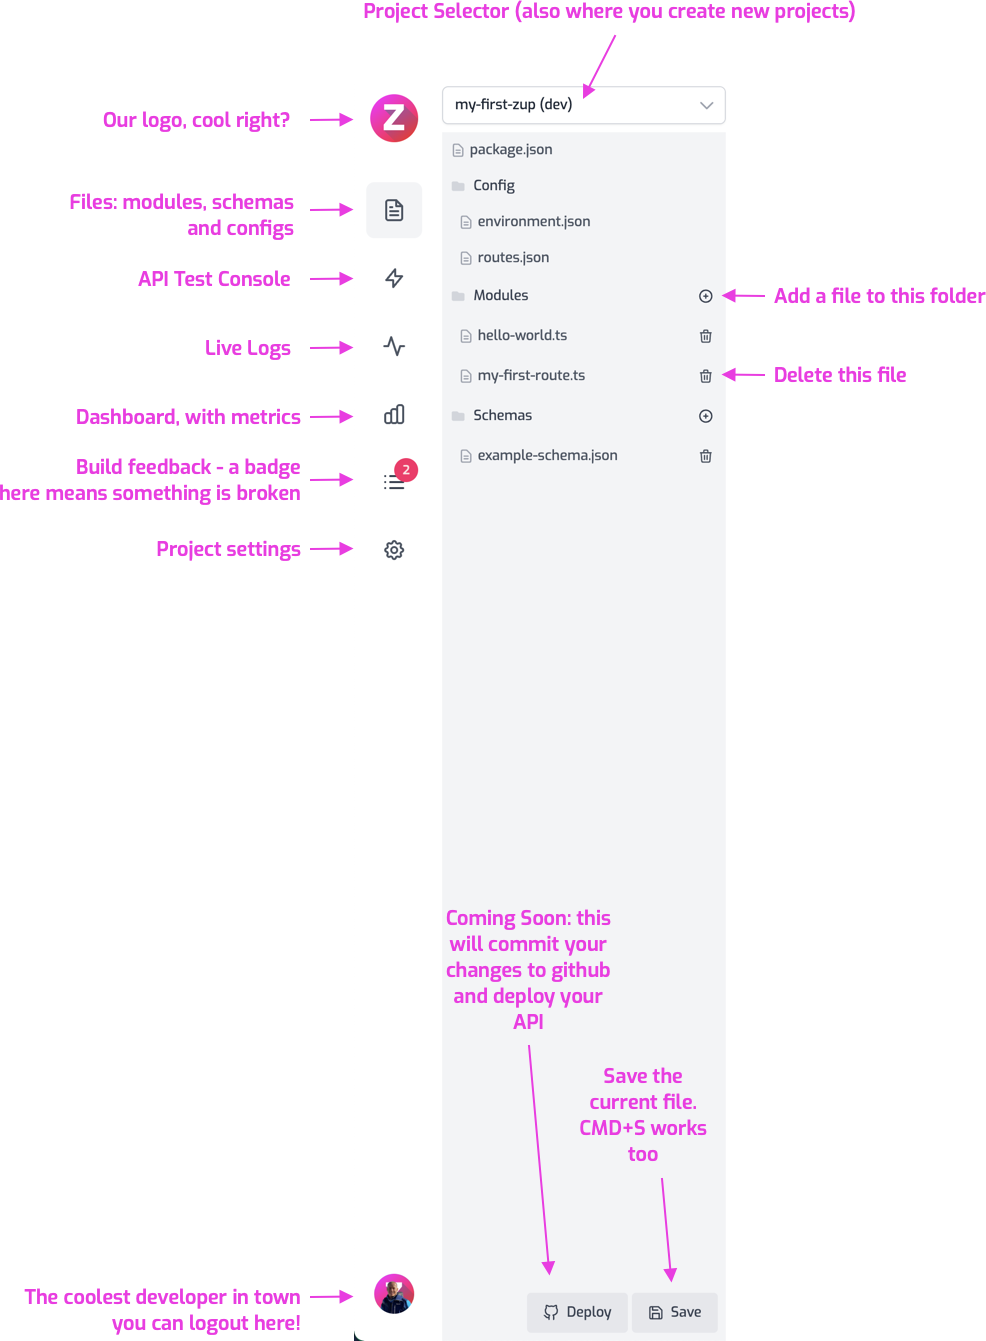 Project Selector (also where you create new projects)
my-first-zup (dev)
Our logo, cool right?
Z
package.json
Config
Files: modules, schemas
and configs
environment.json
routes.json
API Test Console
Modules
Add a file to this folder
hello-world.ts
Live Logs
my-first-route.ts
Delete this file
Dashboard, with metrics
Schemas
Build feedback - a badge
here means something is broken
2
example-schema.json
Project settings
Coming Soon: this
will commit your
changes to github
and deploy your
API
Save the
current file.
CMD+S works
too
The coolest developer in town
you can logout here!
Deploy
Save